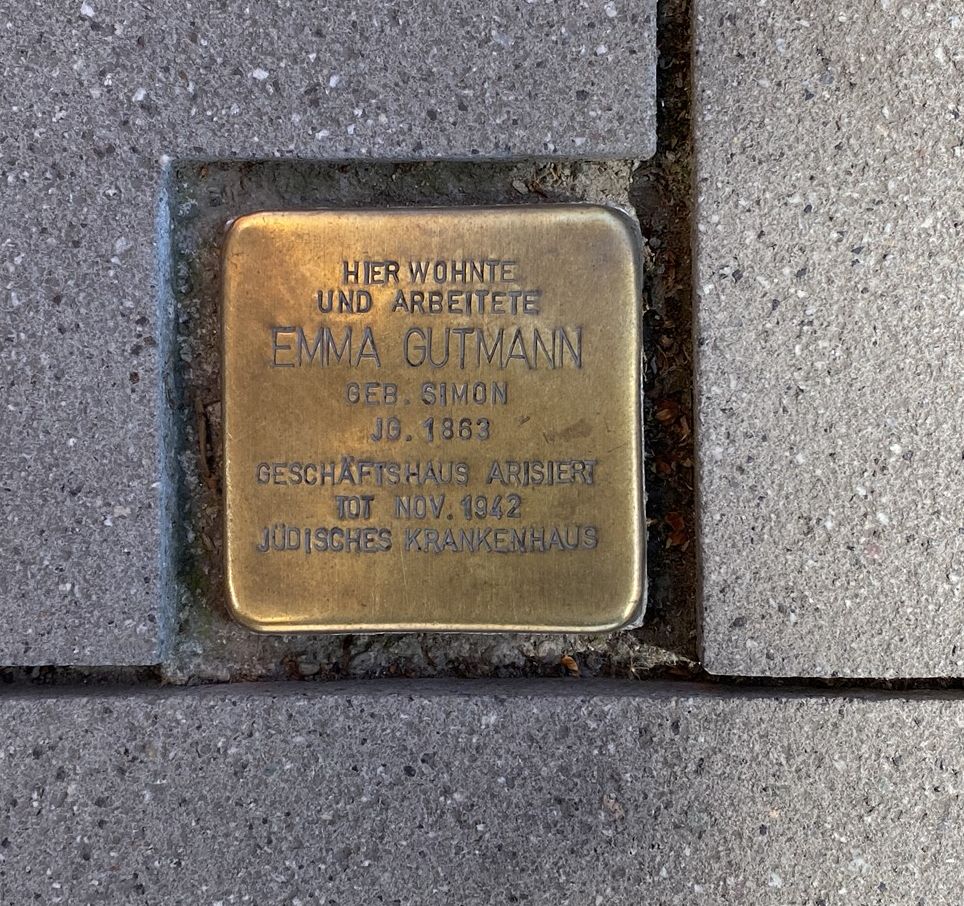 HIER WOHNTE
UND ARBEITETE
EMMA GUTMANN
GEB. SIMON
JG. 1863
GESCHÄFTSHAUS ARISIERT
TOT NOV. 1942
JÜDISCHES KRANKENHAUS